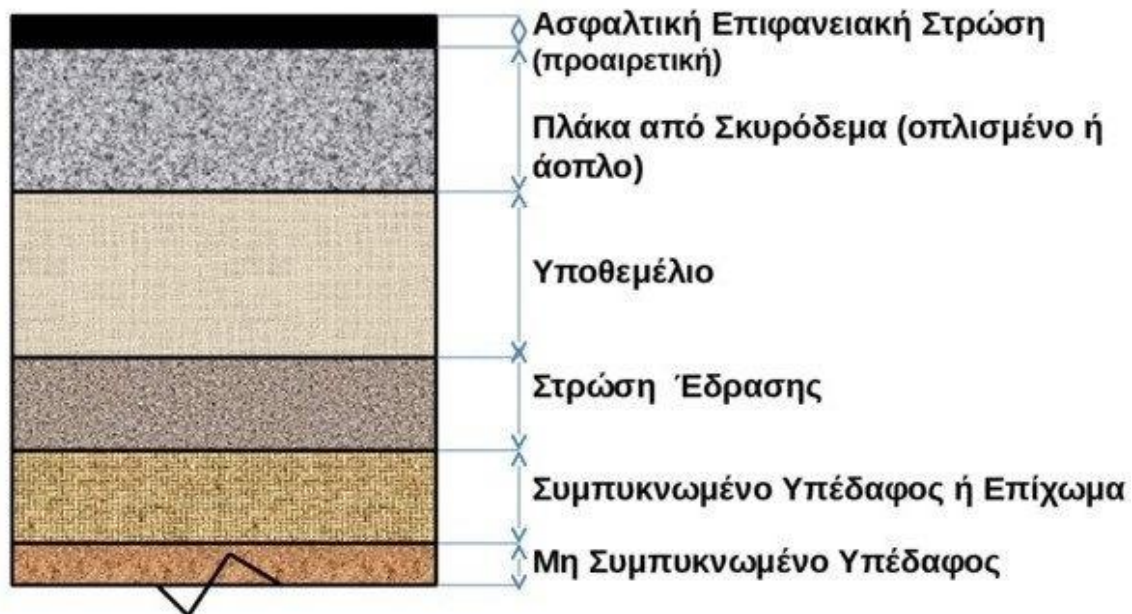 Ασφαλτική Επιφανειακή Στρώση
(προαιρετική)
Πλάκα από Σκυρόδεμα (οπλισμένο ή
άοπλο)
Υποθεμέλιο
Στρώση Έδρασης
Συμπυκνωμένο Υπέδαφος ή Επίχωμα
Μη Συμπυκνωμένο Υπέδαφος